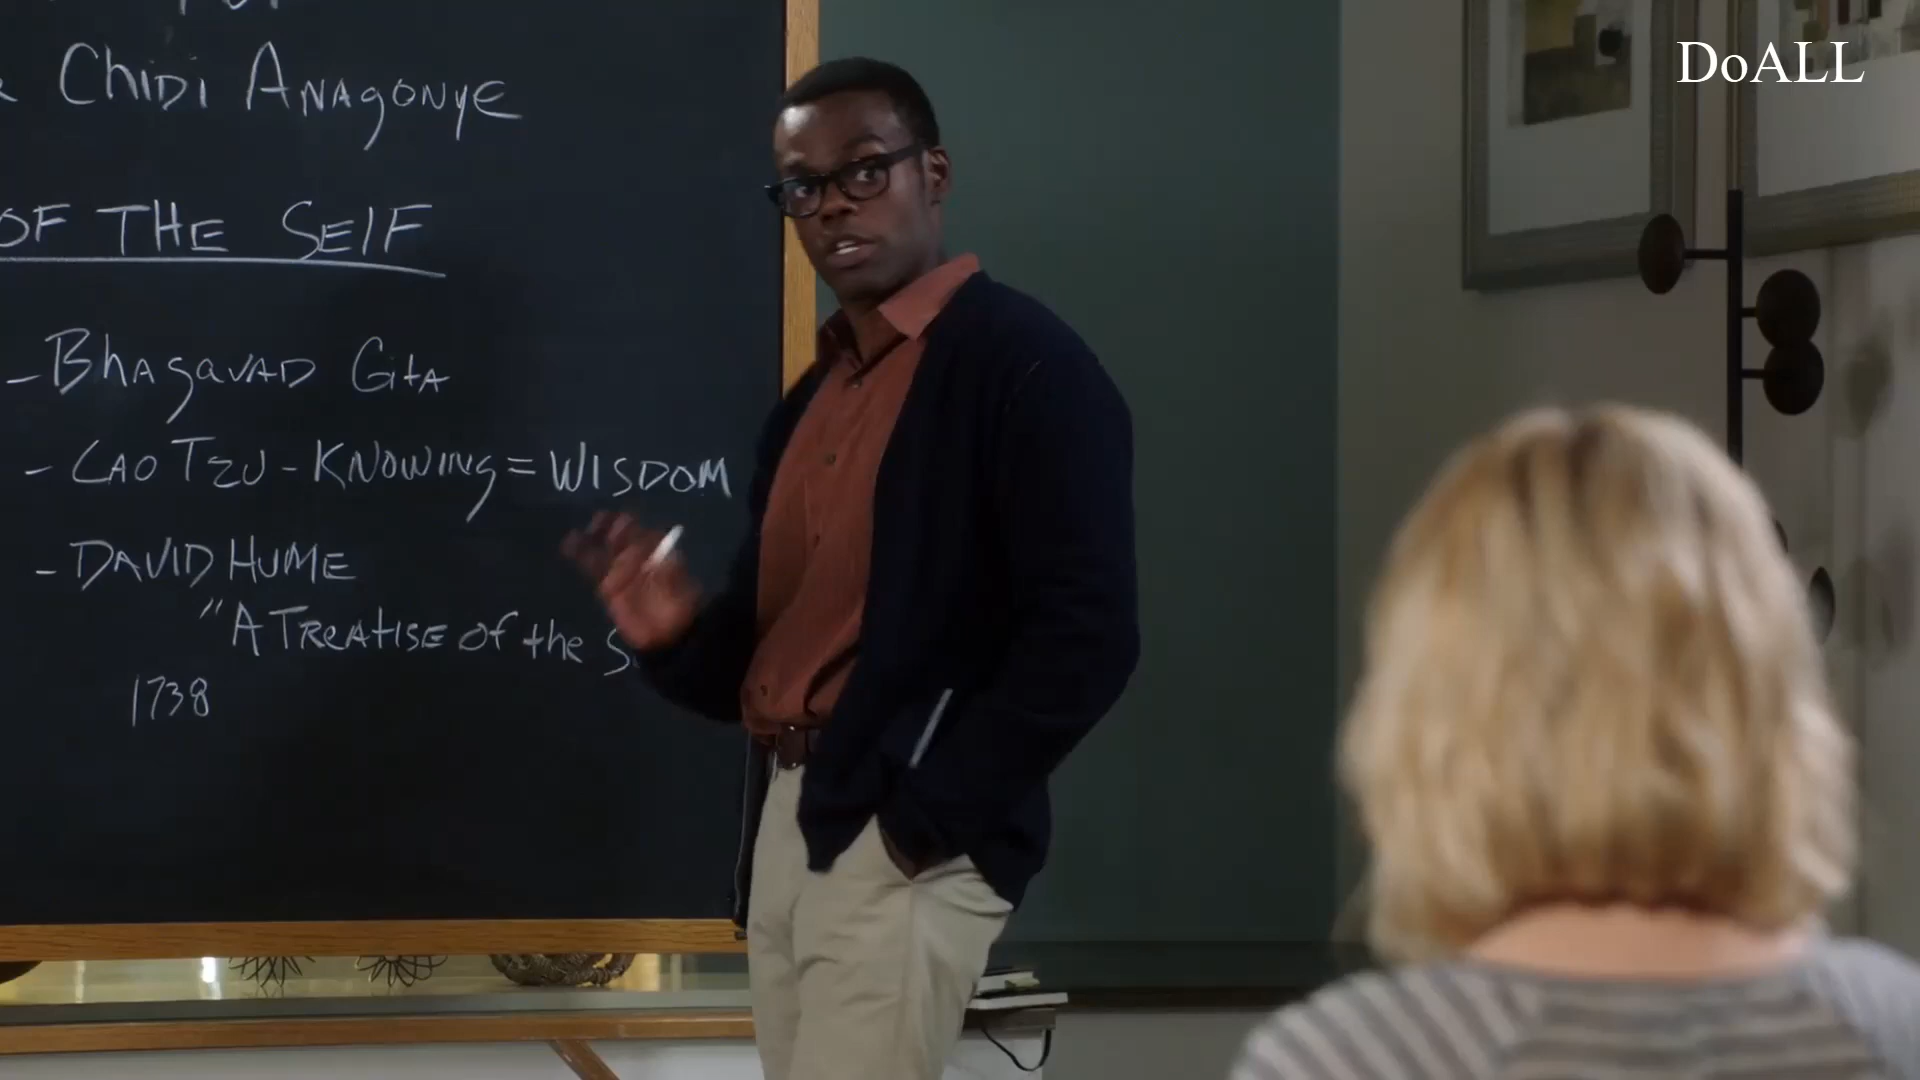 Chidi Anagonye
OF THE SELF
- Bhagavad Gita
- LAO TZU - KNOWING = WISDOM
- DAVID HUME
"A TReATISE of the
1738
DoALL